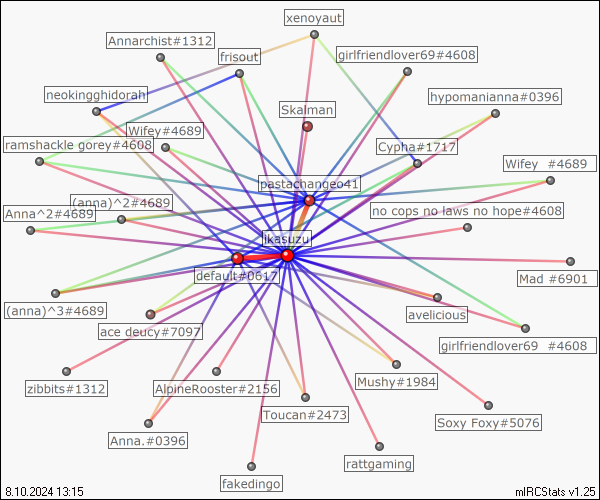 xenoyaut
Annarchist#1312
frisout
girlfriendlover69#4608
neokingghidorah
hypomanianna#0396
Skalman
Wifey#4689
ramshackle gorey#4608
Cypha#1717
Wifey  #4689
pastachangeo41
(anna)^2#4689
Anna^2#4689
no cops no laws no hope#4608
ikasuzu
default#0617
Mad #6901
(anna)^3#4689
avelicious
ace deucy#7097
girlfriendlover69  #4608
zibbits#1312
AlpineRooster#2156
Mushy#1984
Toucan#2473
Soxy Foxy#5076
Anna.#0396
rattgaming
fakedingo
8.10.2024 13:15
mIRCStats v1.25